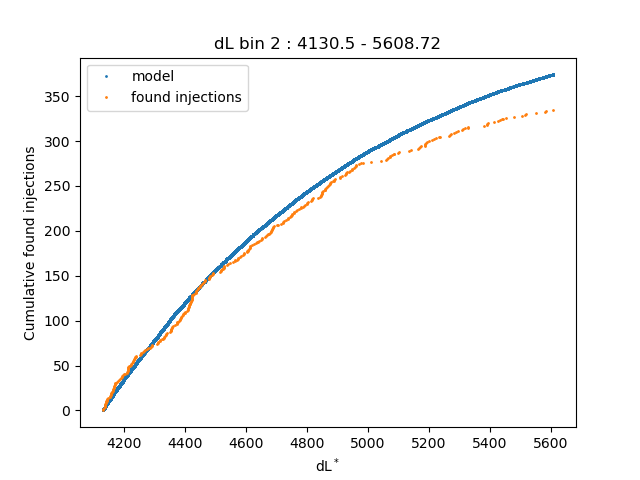 dL bin 2 : 4130.5 - 5608.72
model
found injections
Cumulative found injections
350
300
250
200
150
100
50
0
4200 4400 4600 4800 5000 5200 5400 5600
dL*